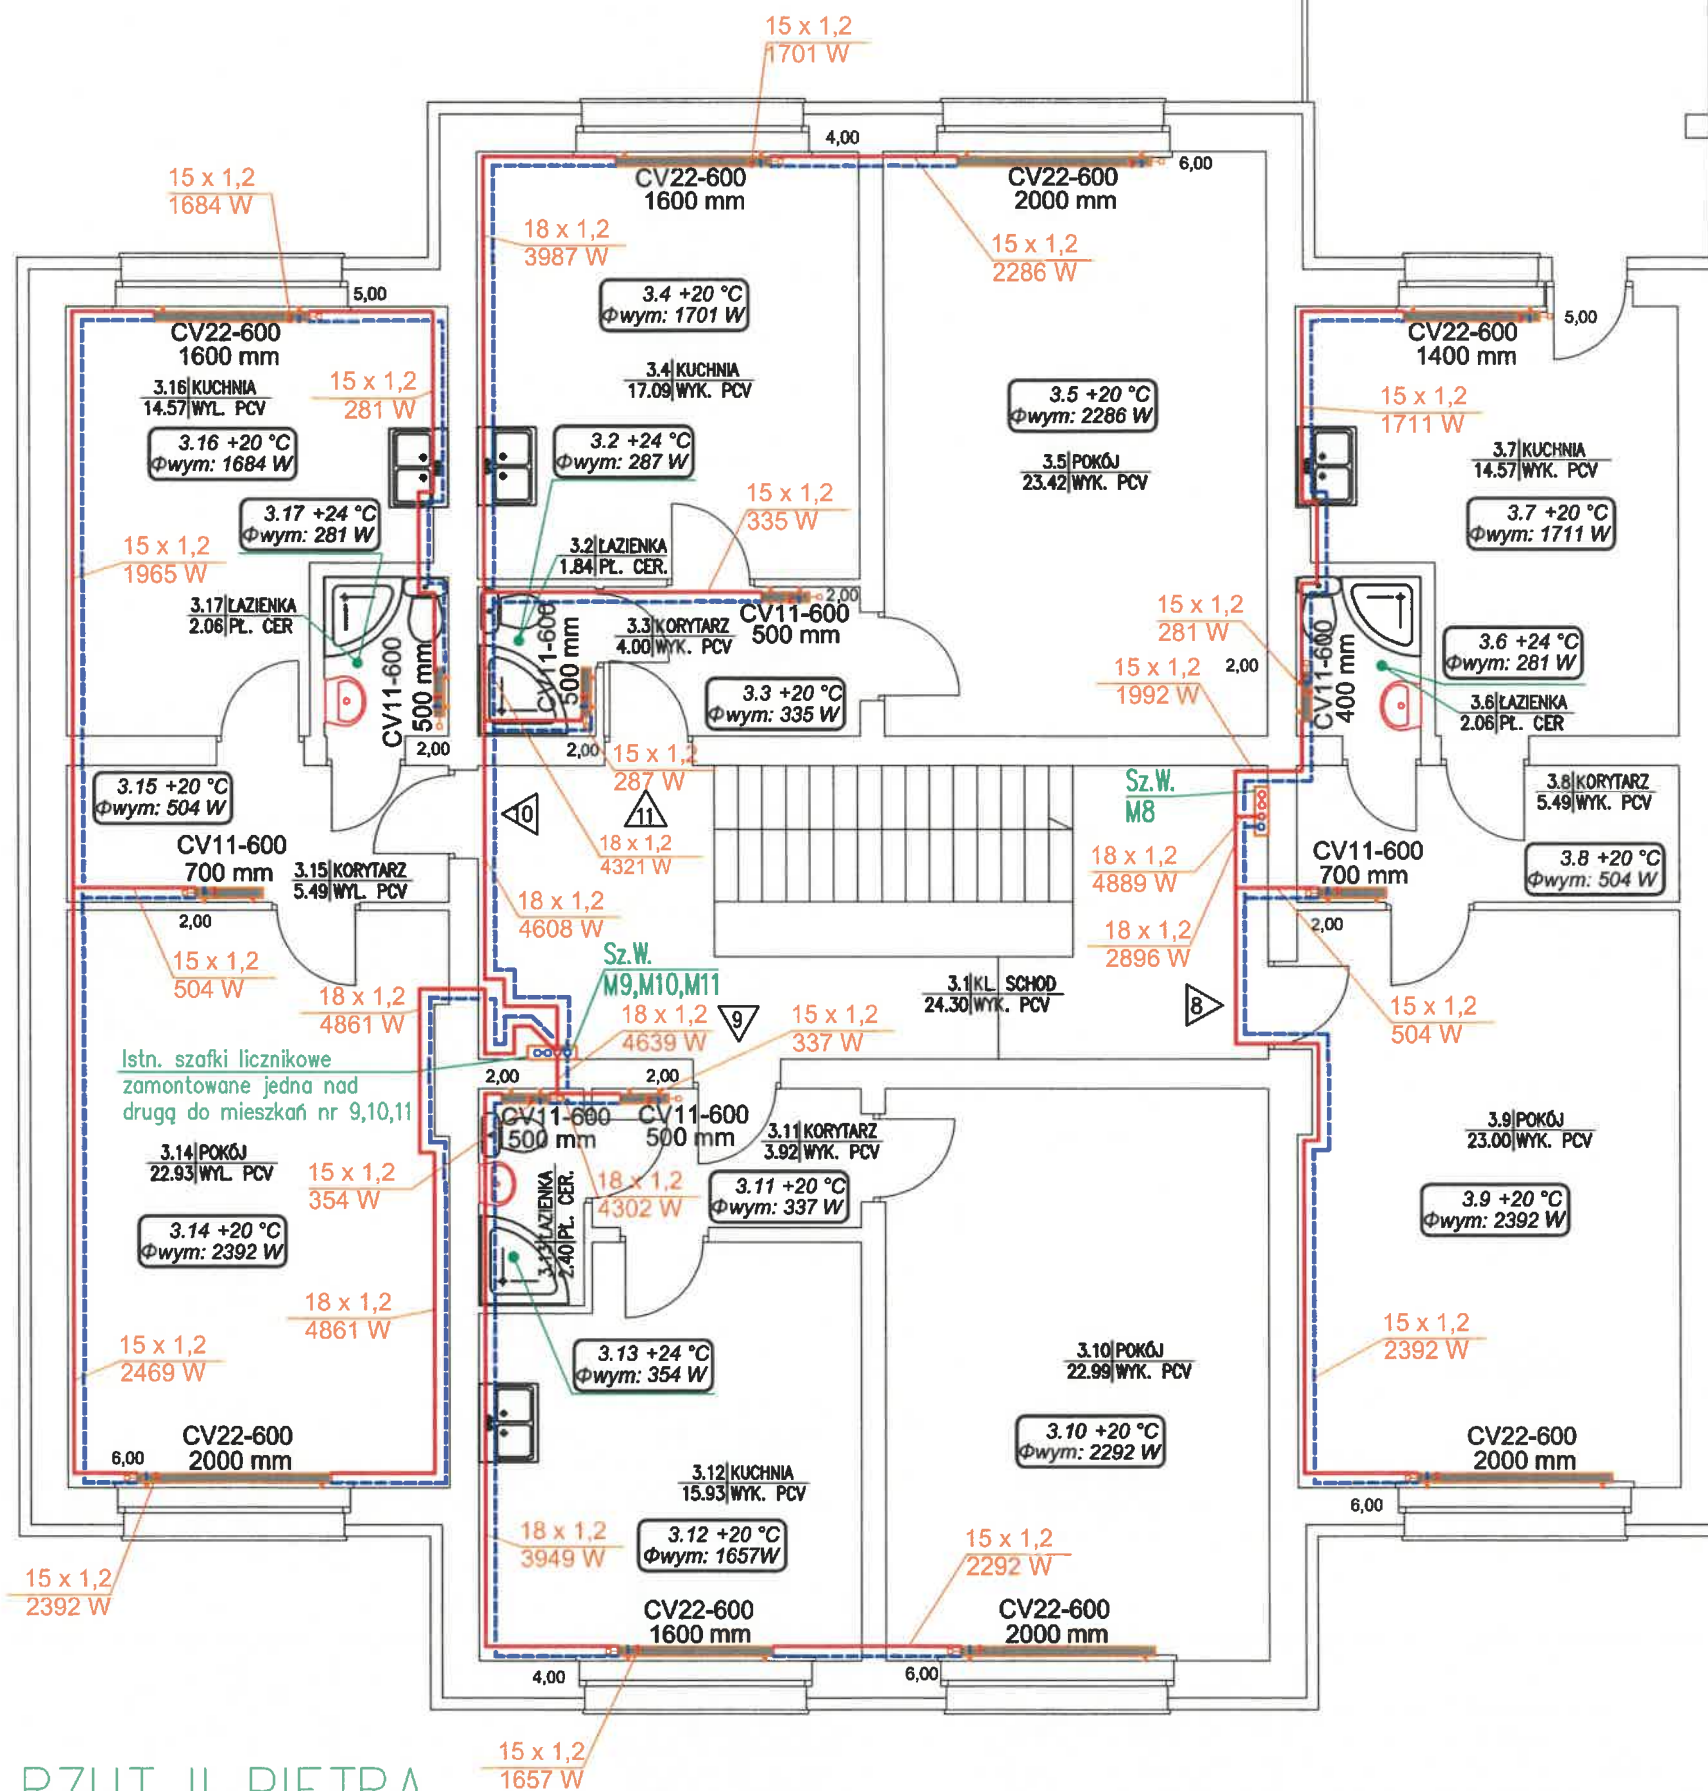 15 x 1,2
1701 W
4,00
6,00
CV22-600
1600 mm
CV22-600
2000 mm
15 x 1,2
1684 W
18 x 1,2
3987 W
15 x 1,2
2286 W
5,00
3.4 +20 °C
Φwym: 1701 W
5,00
CV22-600
1600 mm
CV22-600
1400 mm
3.16 KUCHNIA
14.57 WYL. PCV
15 x 1,2
281 W
3.4 KUCHNIA
17.09 WYK. PCV
3.5 +20 °C
Φwym: 2286 W
15 x 1,2
1711 W
3.16 +20 °C
Φwym: 1684 W
3.2 +24 °C
Φwym: 287 W
3.5 POKÓJ
23.42 WYK. PCV
3.7 KUCHNIA
14.57 WYK. PCV
3.17 +24 °C
Φwym: 281 W
15 x 1,2
335 W
3.7 +20 °C
Φwym: 1711 W
15 x 1,2
1965 W
3.2 ŁAZIENKA
1.84 PŁ. CER.
3.17 ŁAZIENKA
2.06 PŁ. CER
2,00
CV11-600
500 mm
3.3 KORYTARZ
4.00 WYK. PCV
CV11-600
500 mm
15 x 1,2
281 W
3.6 +24 °C
Φwym: 281 W
CV11-600
500 mm
2,00
CV11-600
400 mm
15 x 1,2
1992 W
3.3 +20 °C
Φwym: 335 W
3.6 ŁAZIENKA
2.06 PŁ. CER
2,00
2,00
15 x 1,2
287 W
3.15 +20 °C
Φwym: 504 W
Sz.W.
M8
3.8 KORYTARZ
5.49 WYK. PCV
10
11
CV11-600
700 mm
18 x 1,2
4321 W
18 x 1,2
4889 W
CV11-600
700 mm
3.8 +20 °C
Φwym: 504 W
3.15 KORYTARZ
5.49 WYL. PCV
2,00
18 x 1,2
4608 W
18 x 1,2
2896 W
2,00
15 x 1,2
504 W
Sz.W.
M9,M10,M11
3.1 KL. SCHOD
24.30 WYK. PCV
18 x 1,2
4861 W
18 x 1,2
4639 W
9
15 x 1,2
337 W
8
15 x 1,2
504 W
Istn. szafki licznikowe
zamontowane jedna nad
drugą do mieszkań nr 9,10,11
2,00
2,00
CV11-600
500 mm
CV11-600
500 mm
3.11 KORYTARZ
3.92 WYK. PCV
3.9 POKÓJ
23.00 WYK. PCV
3.14 POKÓJ
22.93 WYL. PCV
15 x 1,2
354 W
3.13 ŁAZIENKA
2.40 PŁ. CER.
18 x 1,2
4302 W
3.11 +20 °C
Φwym: 337 W
3.9 +20 °C
Φwym: 2392 W
3.14 +20 °C
Φwym: 2392 W
18 x 1,2
4861 W
15 x 1,2
2469 W
3.13 +24 °C
Φwym: 354 W
3.10 POKÓJ
22.99 WYK. PCV
15 x 1,2
2392 W
CV22-600
2000 mm
6,00
3.10 +20 °C
Φwym: 2292 W
CV22-600
2000 mm
3.12 KUCHNIA
15.93 WYK. PCV
6,00
18 x 1,2
3949 W
3.12 +20 °C
Φwym: 1657W
15 x 1,2
2292 W
15 x 1,2
2392 W
CV22-600
1600 mm
CV22-600
2000 mm
4,00
6,00
15 x 1,2
1657 W
RZUT II PIĘTRA